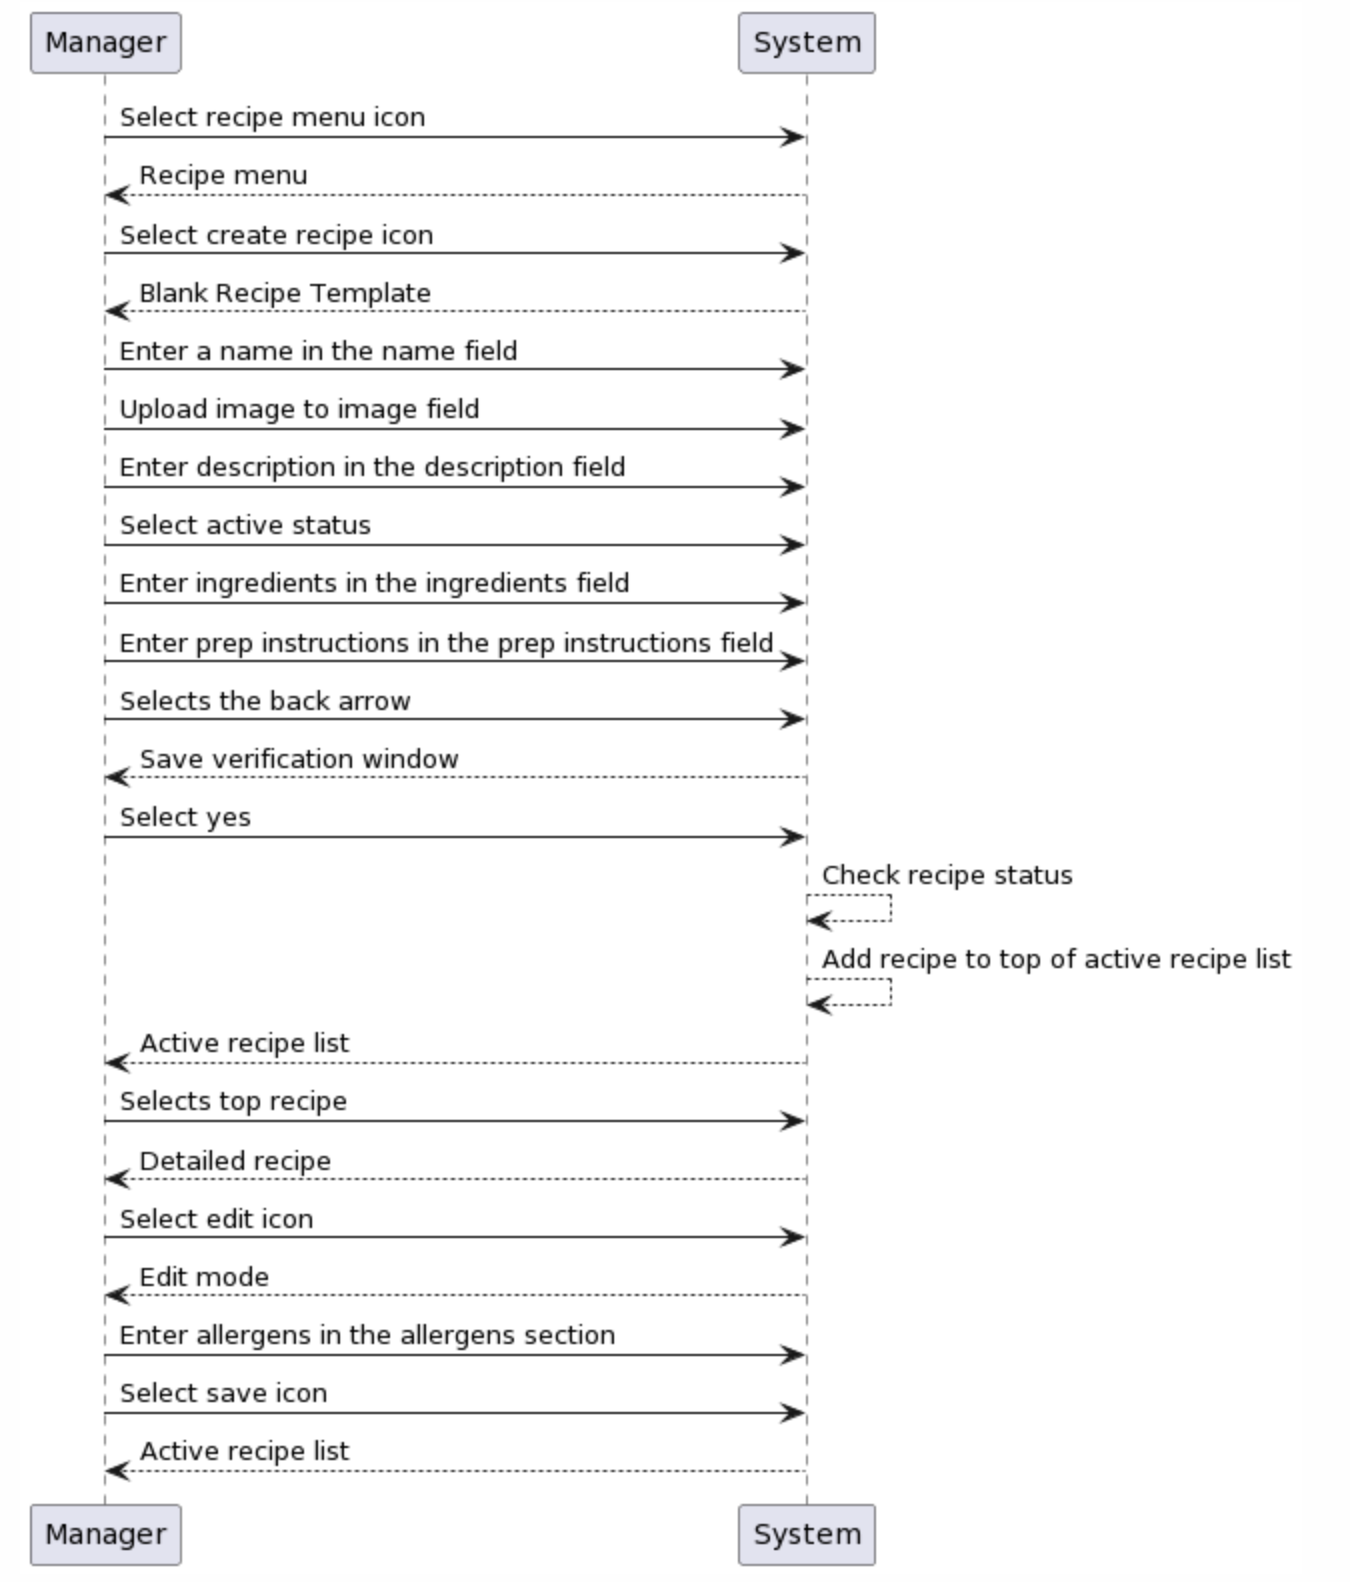 Manager
System
Select recipe menu icon
Recipe menu
Select create recipe icon
Blank Recipe Template
Enter a name in the name field
Upload image to image field
Enter description in the description field
Select active status
Enter ingredients in the ingredients field
Enter prep instructions in the prep instructions field
Selects the back arrow
Save verification window
Select yes
Check recipe status
Add recipe to top of active recipe list
Active recipe list
Selects top recipe
Detailed recipe
Select edit icon
Edit mode
Enter allergens in the allergens section
Select save icon
Active recipe list
Manager
System